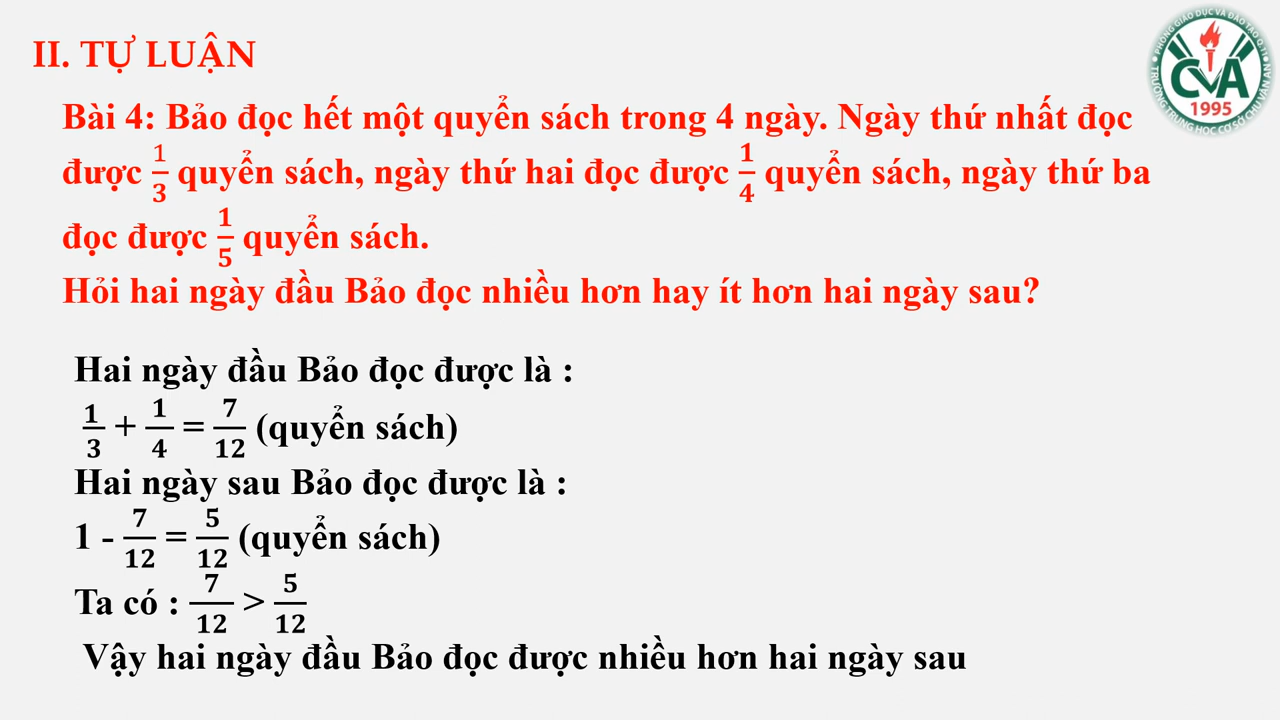 II. TỰ LUẬN
Bài 4: Bảo đọc hết một quyển sách trong 4 ngày. Ngày thứ nhất đọc
được 1/3 quyển sách, ngày thứ hai đọc được 1/4 quyển sách, ngày thứ ba
đọc được 1/5 quyển sách.
Hỏi hai ngày đầu Bảo đọc nhiều hơn hay ít hơn hai ngày sau?
Hai ngày đầu Bảo đọc được là :
1/3 + 1/4 = 7/12 (quyển sách)
Hai ngày sau Bảo đọc được là :
1 - 7/12 = 5/12 (quyển sách)
Ta có : 7/12 > 5/12
Vậy hai ngày đầu Bảo đọc được nhiều hơn hai ngày sau
CVA
1995